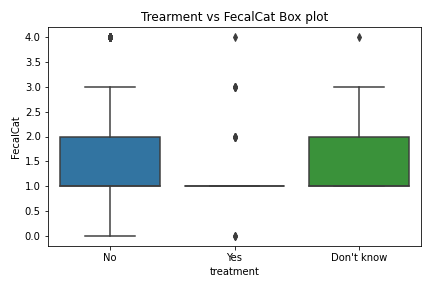 Trearment vs FecalCat Box plot
4.0
3.5
3.0
2.5
2.0
1.5
1.0
0.5
0.0
FecalCat
No Yes Don't know
treatment